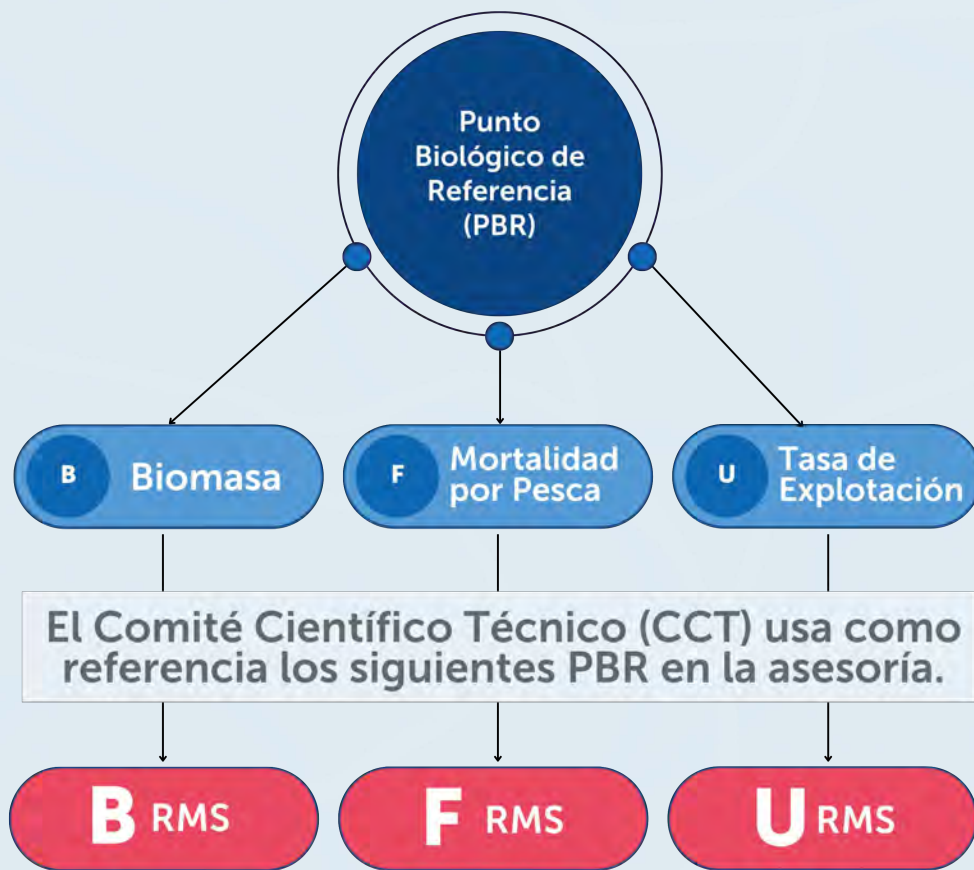 Punto
Biológico de
Referencia
(PBR)
B Biomasa
F Mortalidad
por Pesca
U Tasa de
Explotación
El Comité Científico Técnico (CCT) usa como
referencia los siguientes PBR en la asesoría.
B RMS
F RMS
U RMS